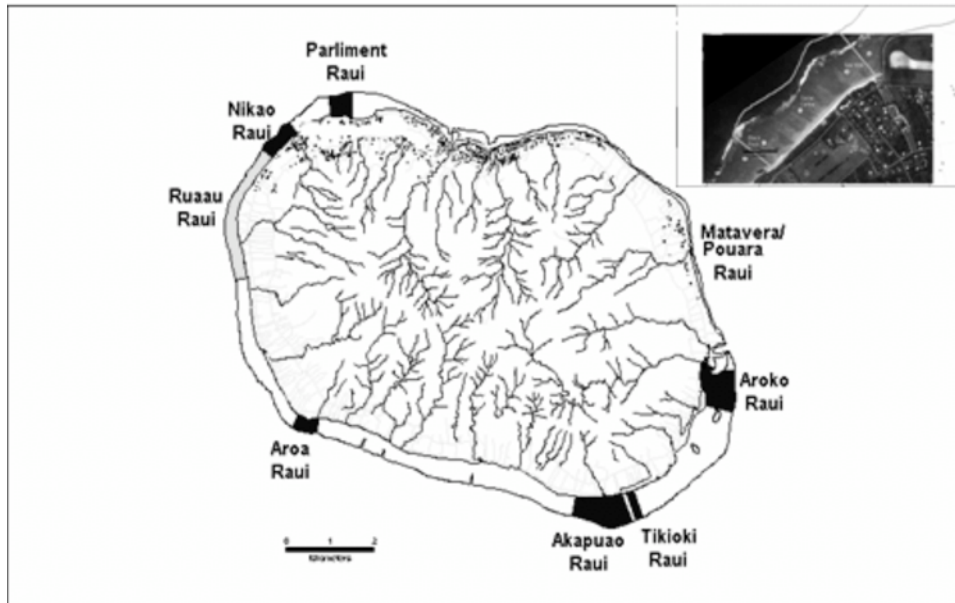 Parliment
Raui
Nikao
Raui
Ruaau
Raui
Matavera/
Pouara
Raui
Aroko
Raui
Aroa
Raui
Akapuao
Raui
Tikioki
Raui
0 1 2
Kilometers